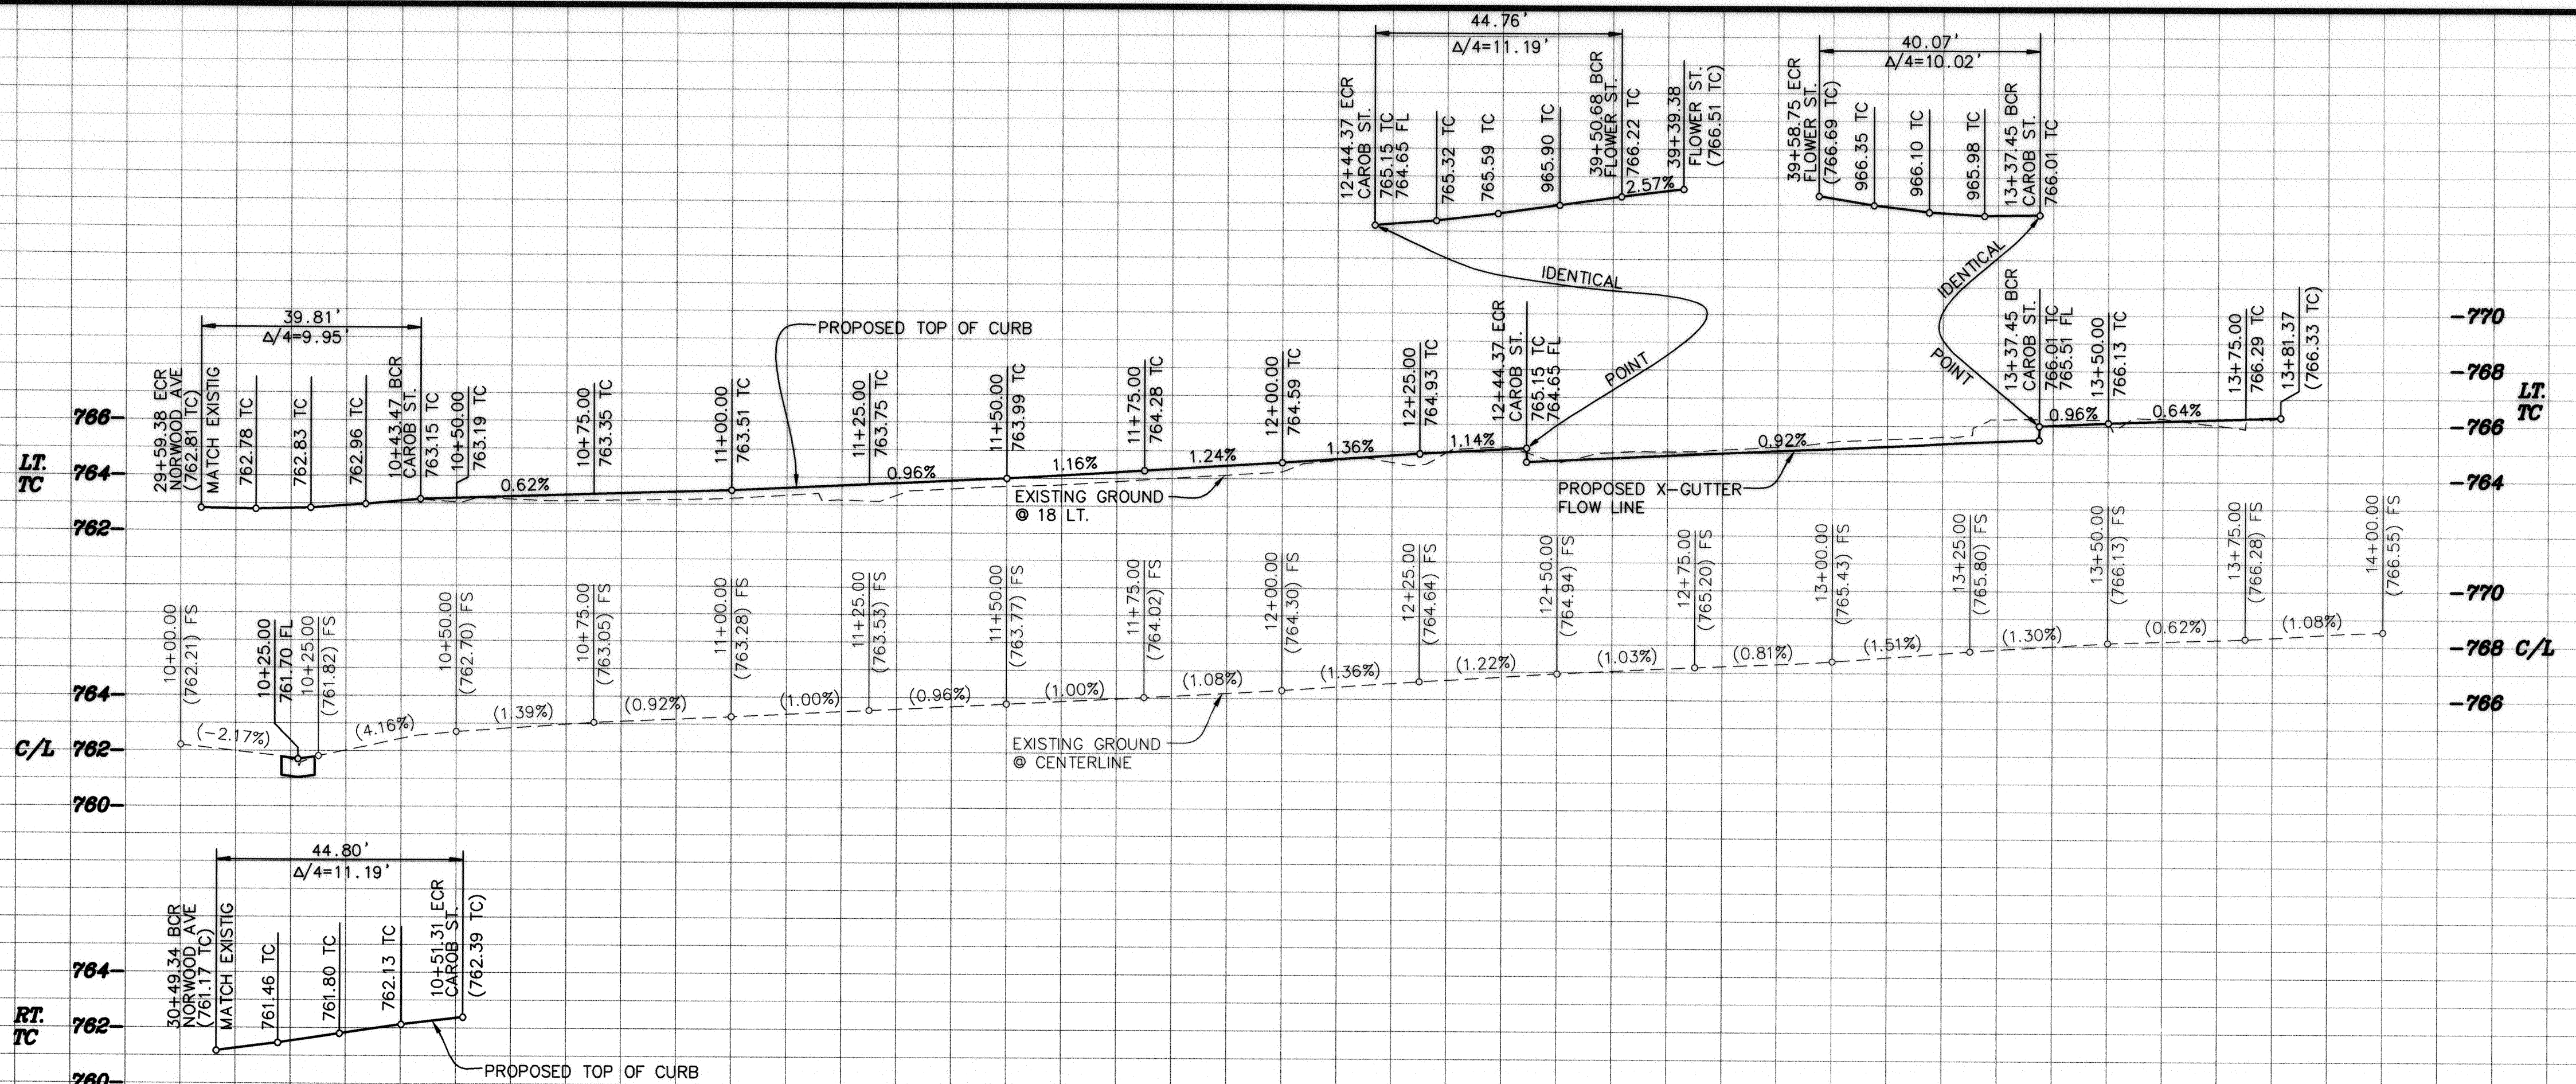 44.76'
Δ/4=11.19'
12+44.37 ECR
CAROB ST.
765.15 TC
764.65 FL
765.32 TC
765.59 TC
965.90 TC
39+50.68 BCR
FLOWER ST.
766.22 TC
2.57%
39+39.38
FLOWER ST.
(766.51 TC)
40.07'
Δ/4=10.02'
39+58.75 ECR
FLOWER ST.
(766.69 TC)
966.35 TC
966.10 TC
965.98 TC
13+37.45 BCR
CAROB ST.
766.01 TC
IDENTICAL
POINT
IDENTICAL
POINT
39.81'
Δ/4=9.95'
29+59.38 ECR
NORWOOD AVE
(762.81 TC)
MATCH EXISTIG
762.78 TC
762.83 TC
762.96 TC
10+43.47 BCR
CAROB ST.
763.15 TC
10+50.00
763.19 TC
0.62%
10+75.00
763.35 TC
11+00.00
763.51 TC
PROPOSED TOP OF CURB
11+25.00
763.75 TC
0.96%
11+50.00
763.99 TC
1.16%
11+75.00
764.28 TC
1.24%
12+00.00
764.59 TC
1.36%
12+25.00
764.93 TC
1.14%
12+44.37 ECR
CAROB ST.
765.15 TC
764.65 FL
0.92%
13+37.45 BCR
CAROB ST.
766.01 TC
765.51 FL
0.96%
13+50.00
766.13 TC
0.64%
13+75.00
766.29 TC
13+81.37
(766.33 TC)
EXISTING GROUND
@ 18 LT.
PROPOSED X-GUTTER
FLOW LINE
766
764
762
LT.
TC
770
768
766
764
LT.
TC
10+00.00
(762.21) FS
(-2.17%)
10+25.00
761.70 FL
10+25.00
(761.82) FS
(4.16%)
10+50.00
(762.70) FS
(1.39%)
10+75.00
(763.05) FS
(0.92%)
11+00.00
(763.28) FS
(1.00%)
11+25.00
(763.53) FS
(0.96%)
11+50.00
(763.77) FS
(1.00%)
11+75.00
(764.02) FS
(1.08%)
12+00.00
(764.30) FS
(1.36%)
12+25.00
(764.64) FS
(1.22%)
12+50.00
(764.94) FS
(1.03%)
12+75.00
(765.20) FS
(0.81%)
13+00.00
(765.43) FS
(1.51%)
13+25.00
(765.80) FS
(1.30%)
13+50.00
(766.13) FS
(0.62%)
13+75.00
(766.28) FS
(1.08%)
14+00.00
(766.55) FS
EXISTING GROUND
@ CENTERLINE
764
C/L 762
760
770
768 C/L
766
44.80'
Δ/4=11.19'
30+49.34 BCR
NORWOOD AVE
(761.17 TC)
MATCH EXISTIG
761.46 TC
761.80 TC
762.13 TC
10+51.31 ECR
CAROB ST.
(762.39 TC)
PROPOSED TOP OF CURB
764
762
760
RT.
TC